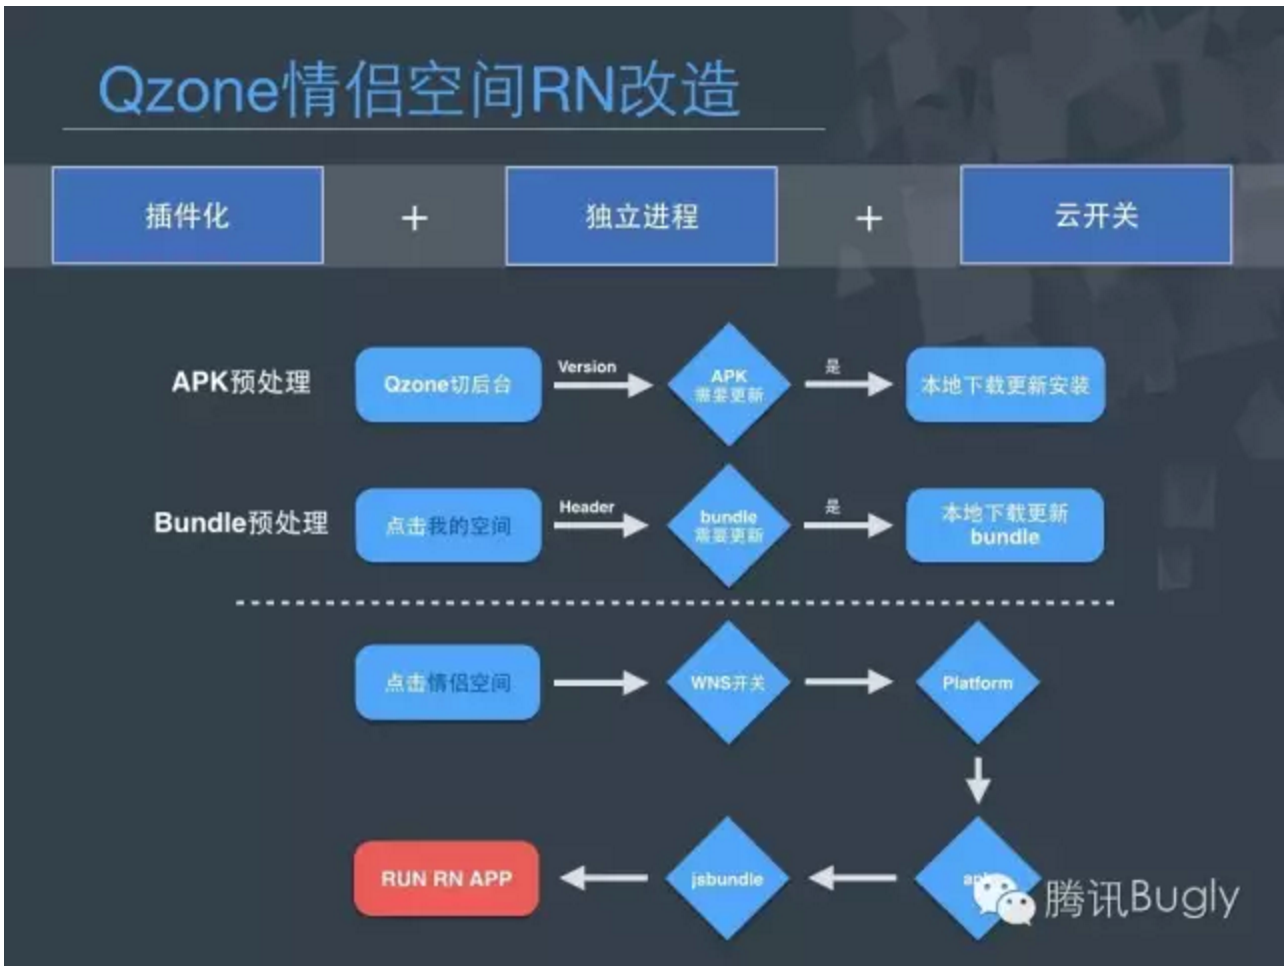 Qzone情侣空间RN改造
插件化
+
独立进程
+
云开关
APK预处理
Qzone切后台
Version
APK
需要更新
是
本地下载更新安装
Bundle预处理
点击我的空间
Header
bundle
需要更新
是
本地下载更新
bundle
点击情侣空间
WNS开关
Platform
RUN RN APP
jsbundle
腾讯Bugly